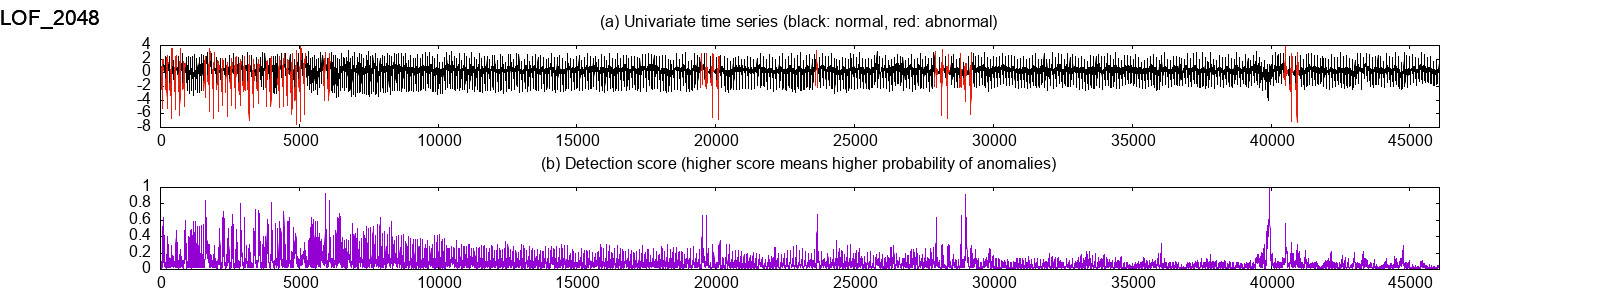 LOF_2048
(a) Univariate time series (black: normal, red: abnormal)
4
2
0
-2
-4
-6
-8
0 5000 10000 15000 20000 25000 30000 35000 40000 45000
(b) Detection score (higher score means higher probability of anomalies)
1
0.8
0.6
0.4
0.2
0
0 5000 10000 15000 20000 25000 30000 35000 40000 45000